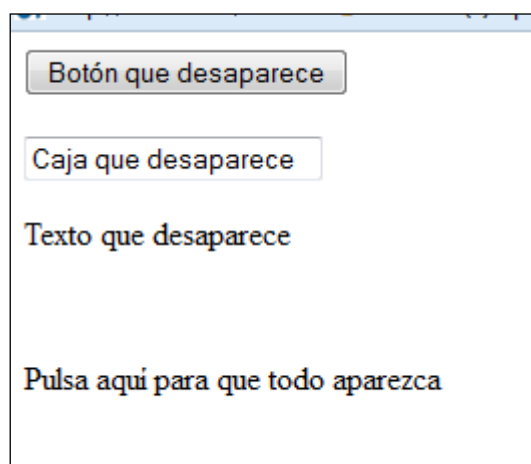 Botón que desaparece
Caja que desaparece
Texto que desaparece
Pulsa aquí para que todo aparezca